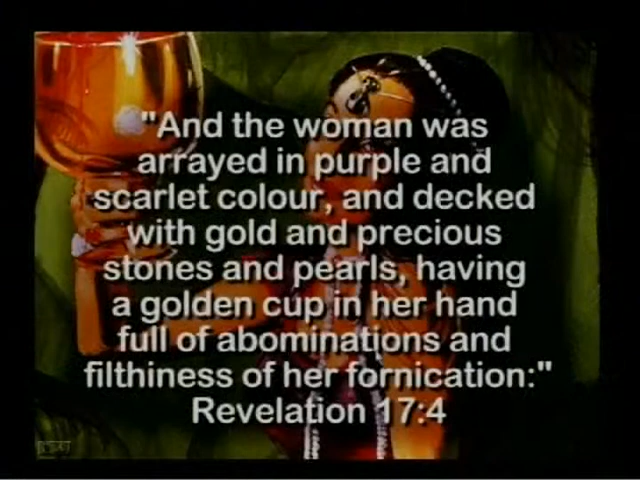 "And the woman was
arrayed in purple and
scarlet colour, and decked
with gold and precious
stones and pearls, having
a golden cup in her hand
full of abominations and
filthiness of her fornication:"
Revelation 17:4